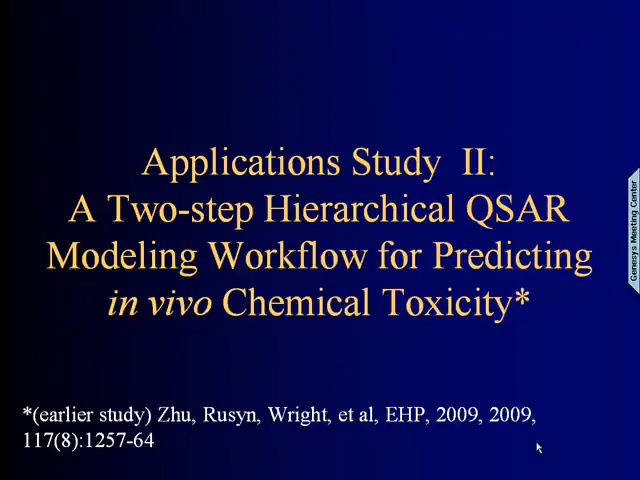 Applications Study II:
A Two-step Hierarchical QSAR
Modeling Workflow for Predicting
in vivo Chemical Toxicity*
Genesys Meeting Center
*(earlier study) Zhu, Rusyn, Wright, et al, EHP, 2009, 2009,
117(8):1257-64